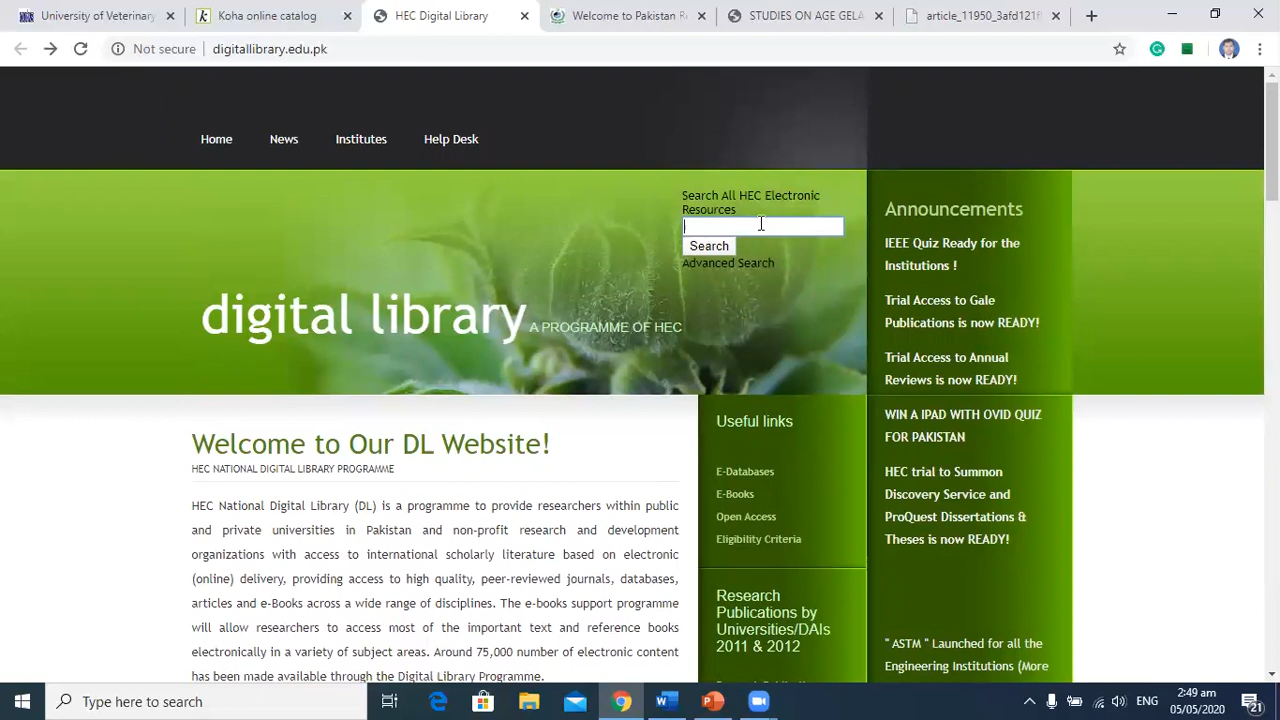 University of Veterinary
Koha online catalog
HEC Digital Library
Welcome to Pakistan Re
STUDIES ON AGE GELA
article_11950_3afd121f
Not secure
digitallibrary.edu.pk
Home
News
Institutes
Help Desk
Search All HEC Electronic
Resources
Search
Advanced Search
digital library A PROGRAMME OF HEC
Announcements
IEEE Quiz Ready for the
Institutions !
Trial Access to Gale
Publications is now READY!
Trial Access to Annual
Reviews is now READY!
WIN A IPAD WITH OVID QUIZ
FOR PAKISTAN
HEC trial to Summon
Discovery Service and
ProQuest Dissertations &
Theses is now READY!
" ASTM " Launched for all the
Engineering Institutions (More
Useful links
E-Databases
E-Books
Open Access
Eligibility Criteria
Research
Publications by
Universities/DAIs
2011 & 2012
Welcome to Our DL Website!
HEC NATIONAL DIGITAL LIBRARY PROGRAMME
HEC National Digital Library (DL) is a programme to provide researchers within public
and private universities in Pakistan and non-profit research and development
organizations with access to international scholarly literature based on electronic
(online) delivery, providing access to high quality, peer-reviewed journals, databases,
articles and e-Books across a wide range of disciplines. The e-books support programme
will allow researchers to access most of the important text and reference books
electronically in a variety of subject areas. Around 75,000 number of electronic content
has been made available through the Digital Library Programme.
Type here to search
ENG
2:49 am
05/05/2020
21